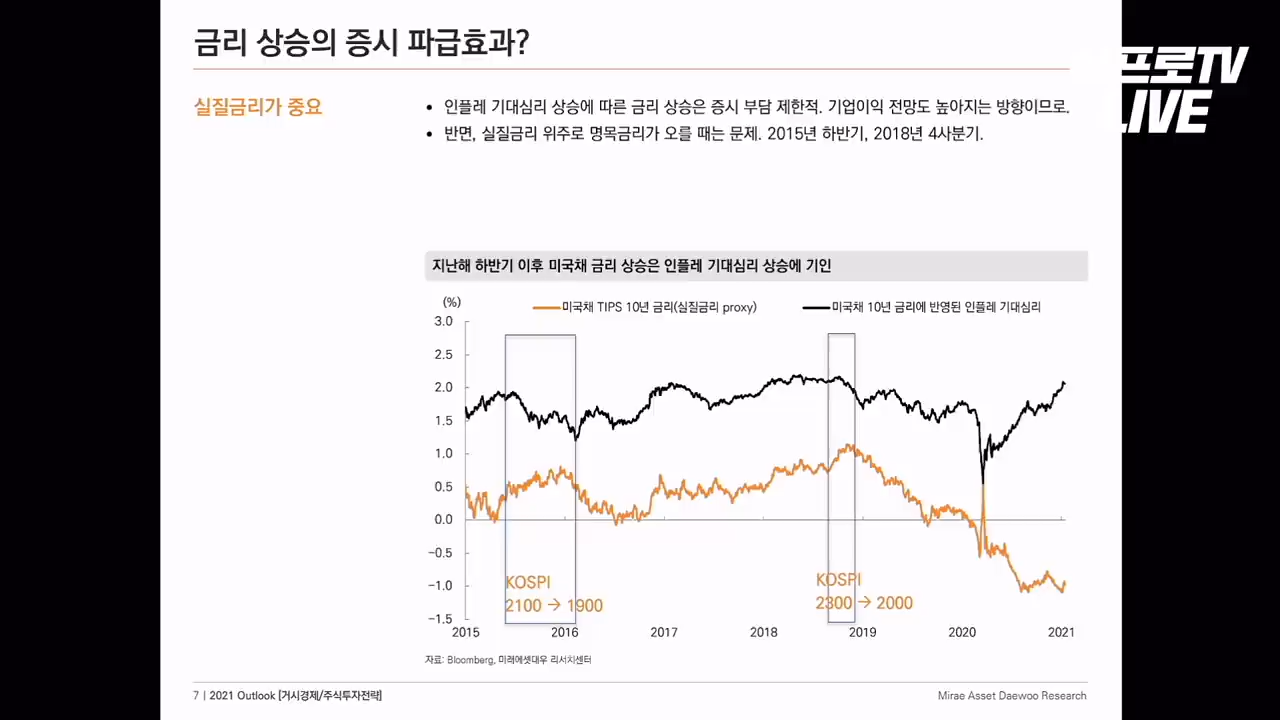 금리 상승의 증시 파급효과?
프로TV
LIVE
실질금리가 중요
• 인플레 기대심리 상승에 따른 금리 상승은 증시 부담 제한적. 기업이익 전망도 높아지는 방향이므로.
• 반면, 실질금리 위주로 명목금리가 오를 때는 문제. 2015년 하반기, 2018년 4사분기.
지난해 하반기 이후 미국채 금리 상승은 인플레 기대심리 상승에 기인
(%)
미국채 TIPS 10년 금리(실질금리 proxy)
미국채 10년 금리에 반영된 인플레 기대심리
3.0
2.5
2.0
1.5
1.0
0.5
0.0
−0.5
−1.0
−1.5
KOSPI
2100 → 1900
KOSPI
2300 → 2000
2015 2016 2017 2018 2019 2020 2021
자료: Bloomberg, 미래에셋대우 리서치센터
7 | 2021 Outlook [거시경제/주식투자전략]
Mirae Asset Daewoo Research